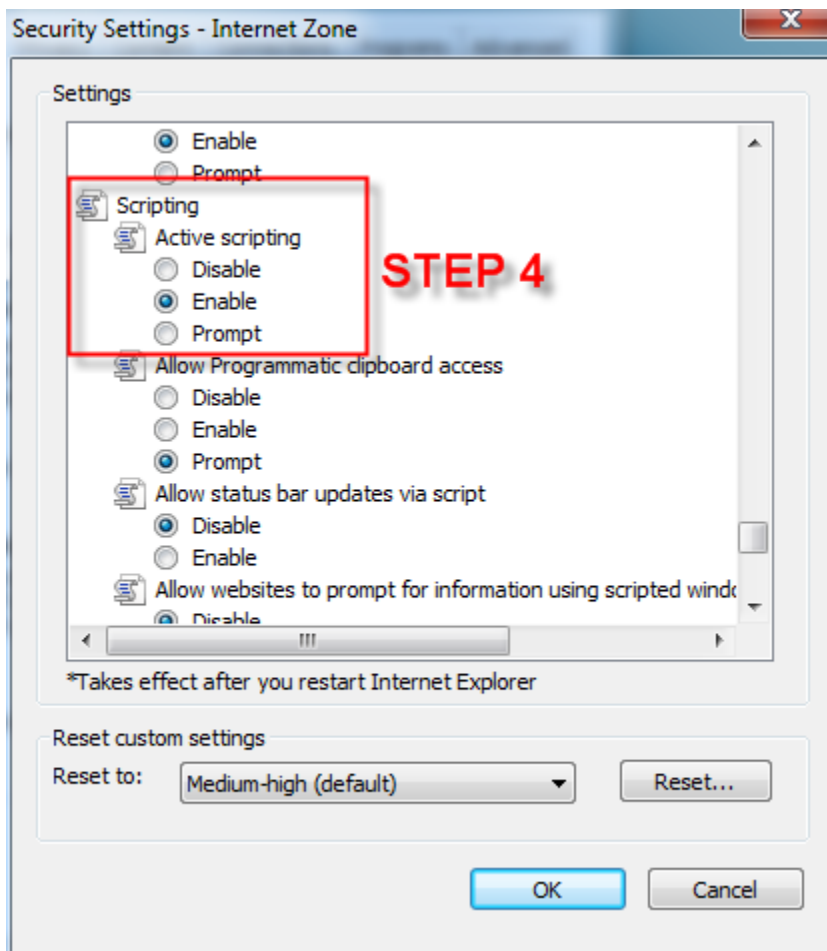 Security Settings - Internet Zone
Settings
Enable
Prompt
Scripting
Active scripting
Disable
STEP 4
Enable
Prompt
Allow Programmatic clipboard access
Disable
Enable
Prompt
Allow status bar updates via script
Disable
Enable
Allow websites to prompt for information using scripted
Disable
*Takes effect after you restart Internet Explorer
Reset custom settings
Reset to:
Medium-high (default)
Reset...
OK
Cancel